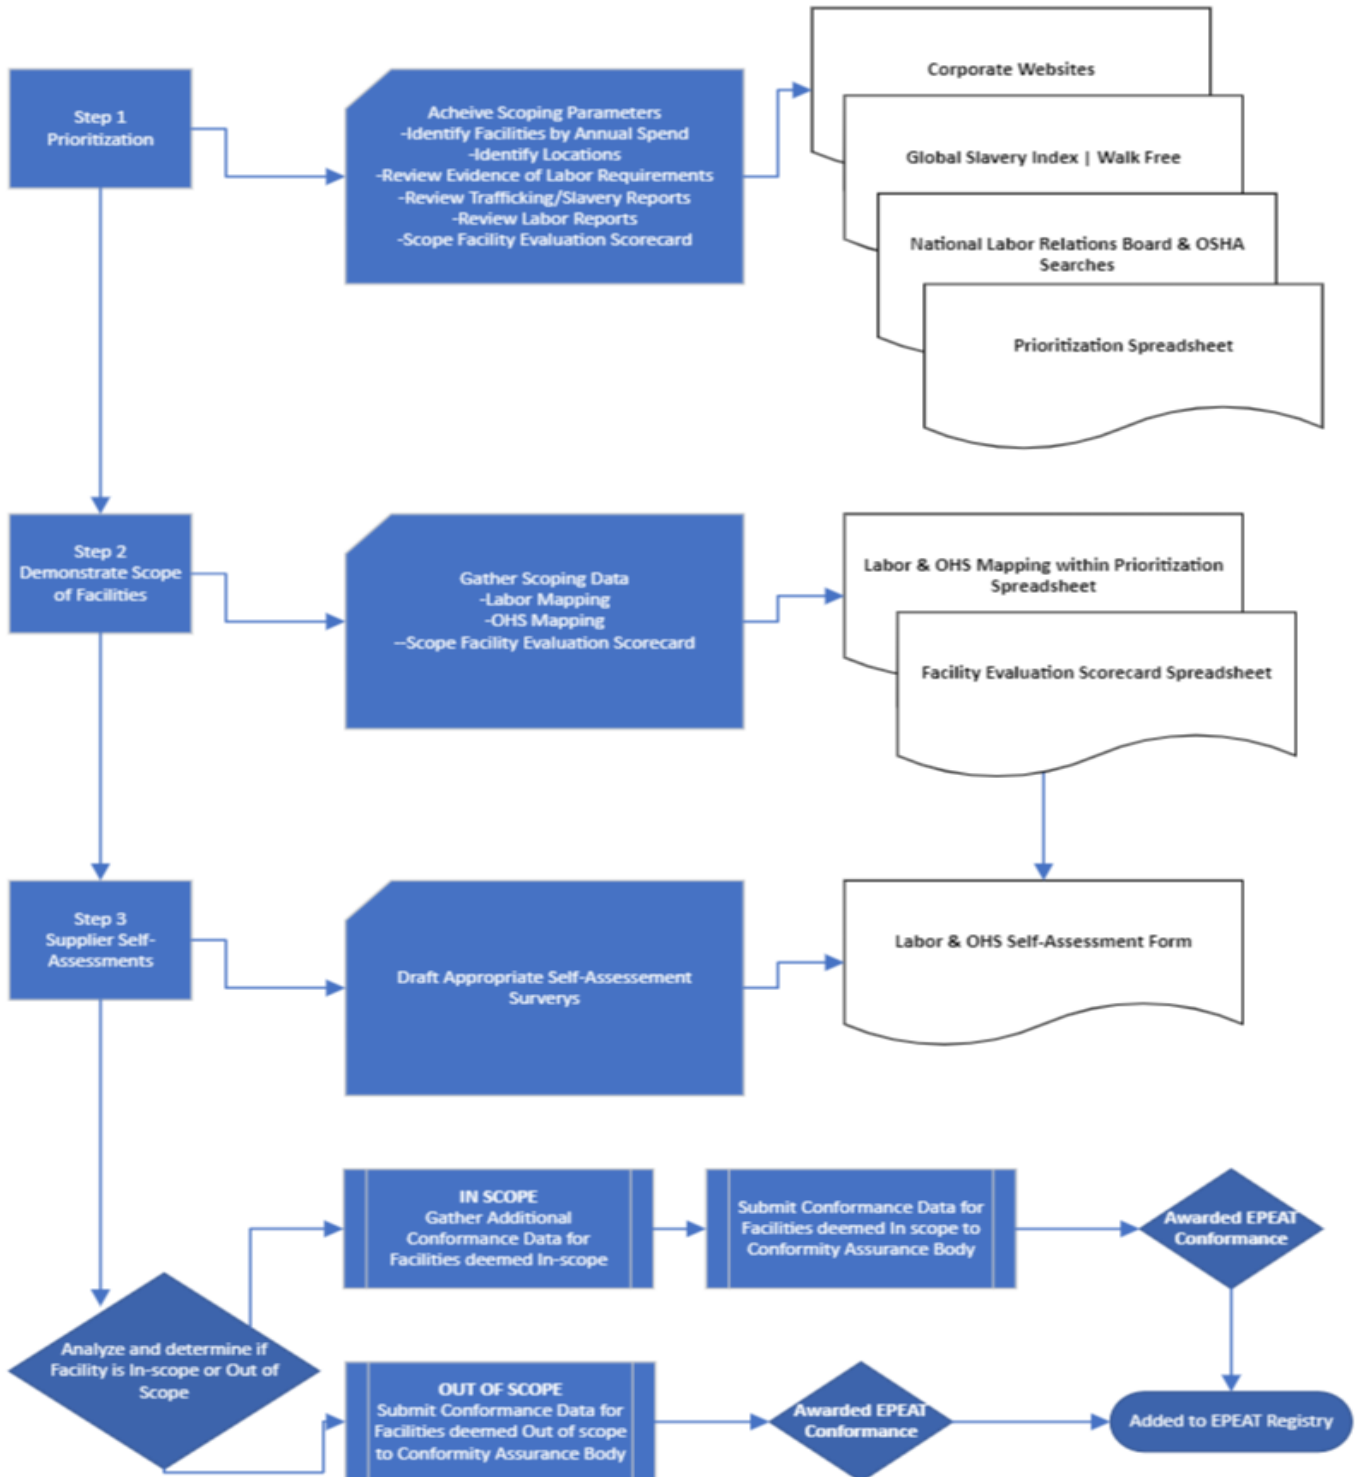 Step 1
Prioritization
Acheive Scoping Parameters
-Identify Facilities by Annual Spend
-Identify Locations
-Review Evidence of Labor Requirements
-Review Trafficking/Slavery Reports
-Review Labor Reports
-Scope Facility Evaluation Scorecard
Corporate Websites
Global Slavery Index | Walk Free
National Labor Relations Board & OSHA
Searches
Prioritization Spreadsheet
Step 2
Demonstrate Scope
of Facilities
Gather Scoping Data
-Labor Mapping
-OHS Mapping
--Scope Facility Evaluation Scorecard
Labor & OHS Mapping within Prioritization
Spreadsheet
Facility Evaluation Scorecard Spreadsheet
Step 3
Supplier Self-
Assessments
Draft Appropriate Self-Assessement
Surverys
Labor & OHS Self-Assessment Form
IN SCOPE
Gather Additional
Conformance Data for
Facilities deemed In-scope
Submit Conformance Data for
Facilities deemed In scope to
Conformity Assurance Body
Awarded EPEAT
Conformance
Analyze and determine if
Facility is In-scope or Out of
Scope
OUT OF SCOPE
Submit Conformance Data for
Facilities deemed Out of scope
to Conformity Assurance Body
Awarded EPEAT
Conformance
Added to EPEAT Registry